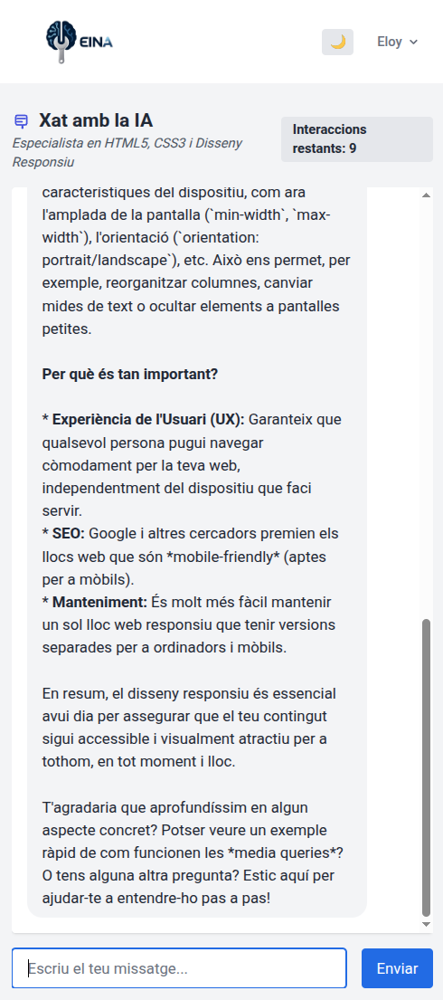 EINA
Eloy
Xat amb la IA
Especialista en HTML5, CSS3 i Disseny
Responsiu
Interaccions
restants: 9
característiques del dispositiu, com ara
l'amplada de la pantalla (`min-width`, `max-
width`), l'orientació (`orientation:
portrait/landscape`), etc. Això ens permet, per
exemple, reorganitzar columnes, canviar
mides de text o ocultar elements a pantalles
petites.
Per què és tan important?
* Experiència de l'Usuari (UX): Garanteix que
qualsevol persona pugui navegar
còmodament per la teva web,
independentment del dispositiu que faci
servir.
* SEO: Google i altres cercadors premien els
llocs web que són *mobile-friendly* (aptes
per a mòbils).
* Manteniment: És molt més fàcil mantenir
un sol lloc web responsiu que tenir versions
separades per a ordinadors i mòbils.
En resum, el disseny responsiu és essencial
avui dia per assegurar que el teu contingut
sigui accessible i visualment atractiu per a
tothom, en tot moment i lloc.
T'agradaria que aprofundíssim en algun
aspecte concret? Potser veure un exemple
ràpid de com funcionen les *media queries*?
O tens alguna altra pregunta? Estic aquí per
ajudar-te a entendre-ho pas a pas!
Escriu el teu missatge...
Enviar